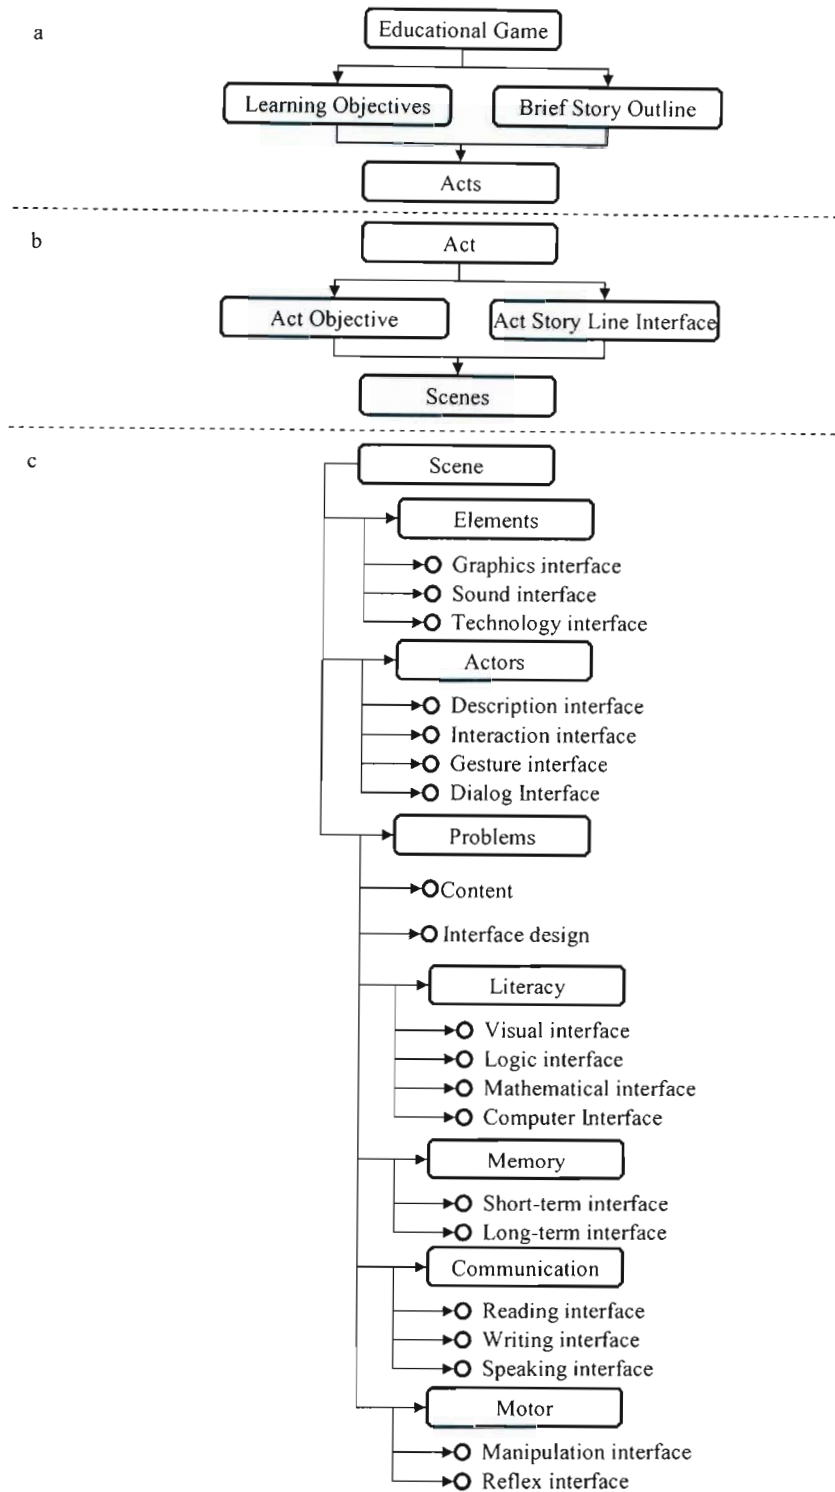 a
Educational Game
Learning Objectives
Brief Story Outline
Acts
b
Act
Act Objective
Act Story Line Interface
Scenes
c
Scene
Elements
Graphics interface
Sound interface
Technology interface
Actors
Description interface
Interaction interface
Gesture interface
Dialog Interface
Problems
Content
Interface design
Literacy
Visual interface
Logic interface
Mathematical interface
Computer Interface
Memory
Short-term interface
Long-term interface
Communication
Reading interface
Writing interface
Speaking interface
Motor
Manipulation interface
Reflex interface